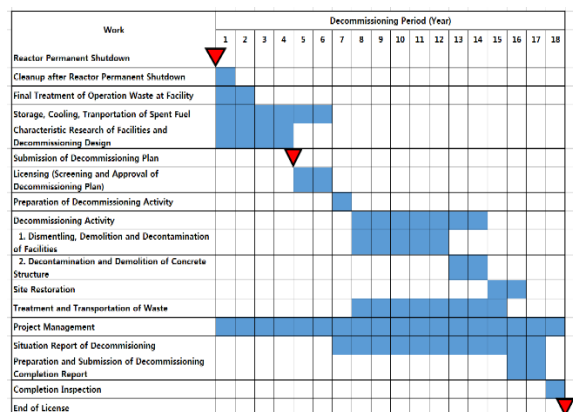 Work
Decommissioning Period (Year)
1 2 3 4 5 6 7 8 9 10 11 12 13 14 15 16 17 18
Reactor Permanent Shutdown
Cleanup after Reactor Permanent Shutdown
Final Treatment of Operation Waste at Facility
Storage, Cooling, Tranportation of Spent Fuel
Characteristic Research of Facilities and
Decommissioning Design
Submission of Decommissioning Plan
Licensing (Screening and Approval of
Decommissioning Plan)
Preparation of Decommissioning Activity
Decommissioning Activity
1. Dismentling, Demolition and Decontamination
of Facilities
2. Decontamination and Demolition of Concrete
Structure
Site Restoration
Treatment and Transportation of Waste
Project Management
Situation Report of Decommissioning
Preparation and Submission of Decommissioning
Completion Report
Completion Inspection
End of License